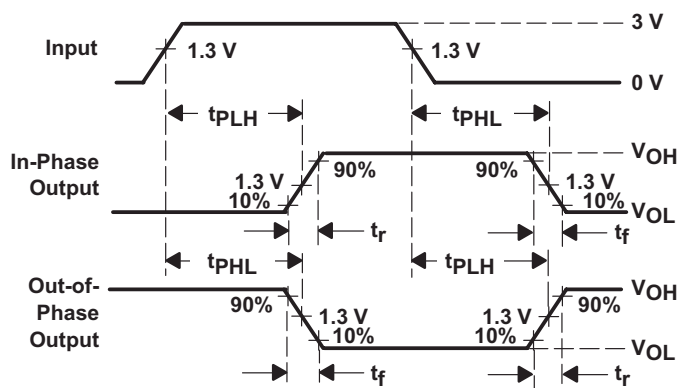 3 V
Input
1.3 V
1.3 V
0 V
tPLH
tPHL
VOH
In-Phase
Output
90%
90%
1.3 V
1.3 V
10%
10%
VOL
tr
tf
tPHL
tPLH
VOH
Out-of-
Phase
Output
90%
90%
1.3 V
1.3 V
10%
10%
VOL
tf
tr